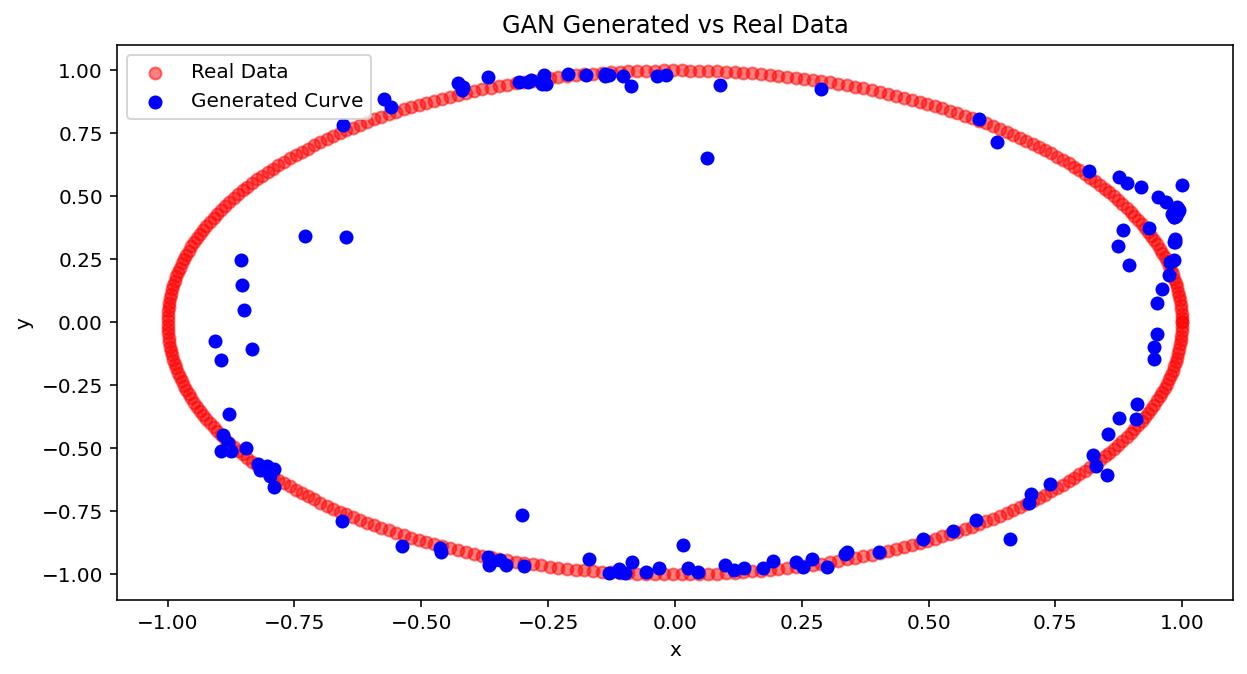 GAN Generated vs Real Data
Real Data
Generated Curve
1.00
0.75
0.50
0.25
0.00
−0.25
−0.50
−0.75
−1.00
y
−1.00 −0.75 −0.50 −0.25 0.00 0.25 0.50 0.75 1.00
x